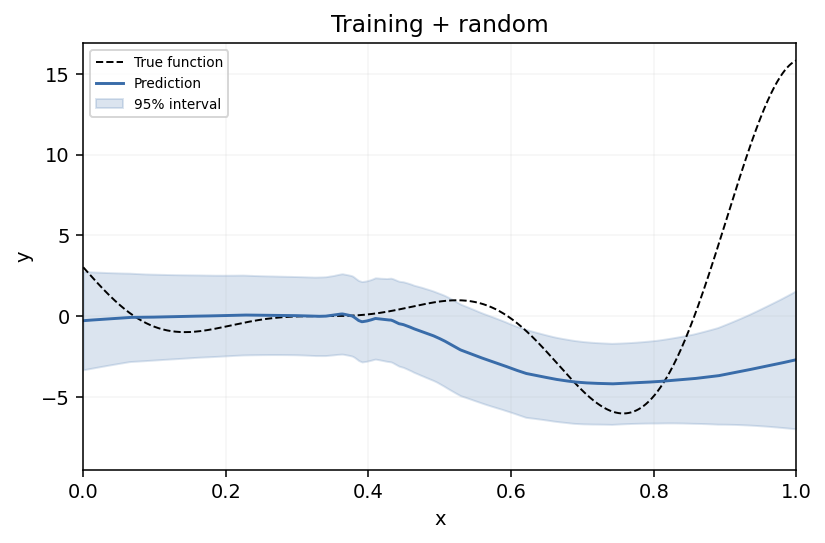 Training + random
True function
Prediction
95% interval
15
10
5
0
−5
y
0.0 0.2 0.4 0.6 0.8 1.0
x